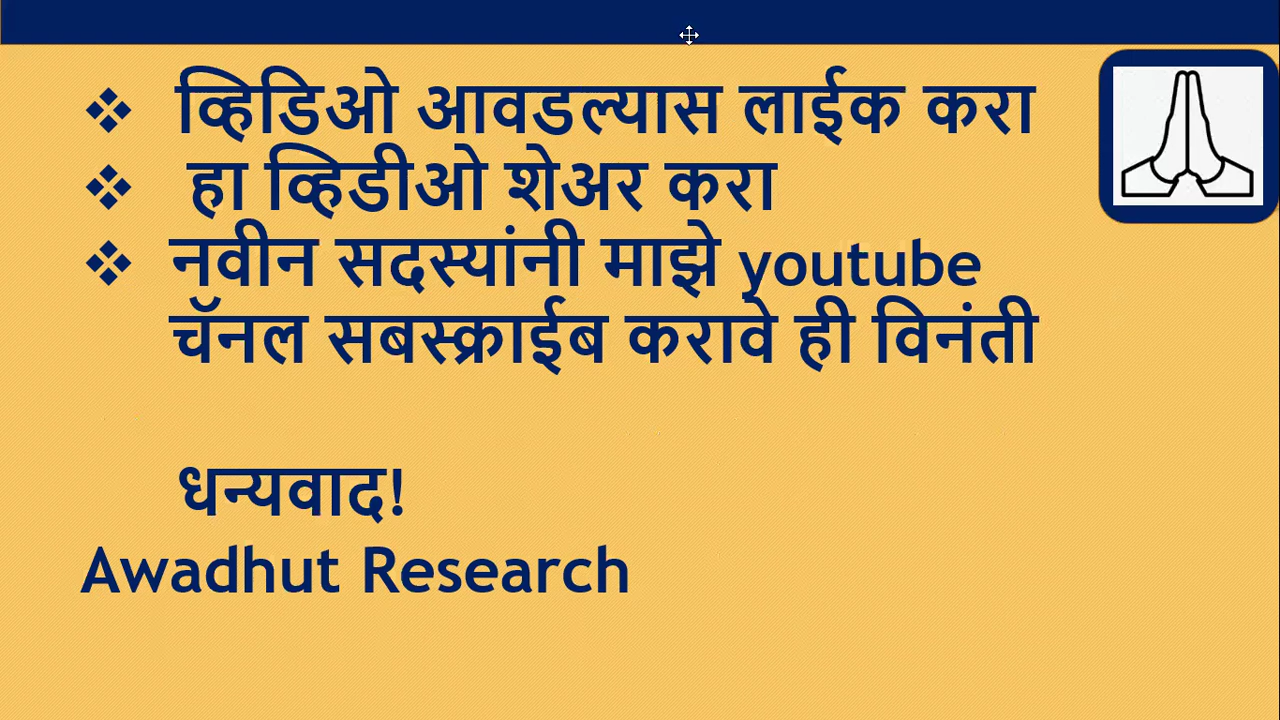 ❖ व्हिडिओ आवडल्यास लाईक करा
❖ हा व्हिडीओ शेअर करा
❖ नवीन सदस्यांनी माझे youtube
चॅनल सबस्क्राईब करावे ही विनंती
धन्यवाद!
Awadhut Research